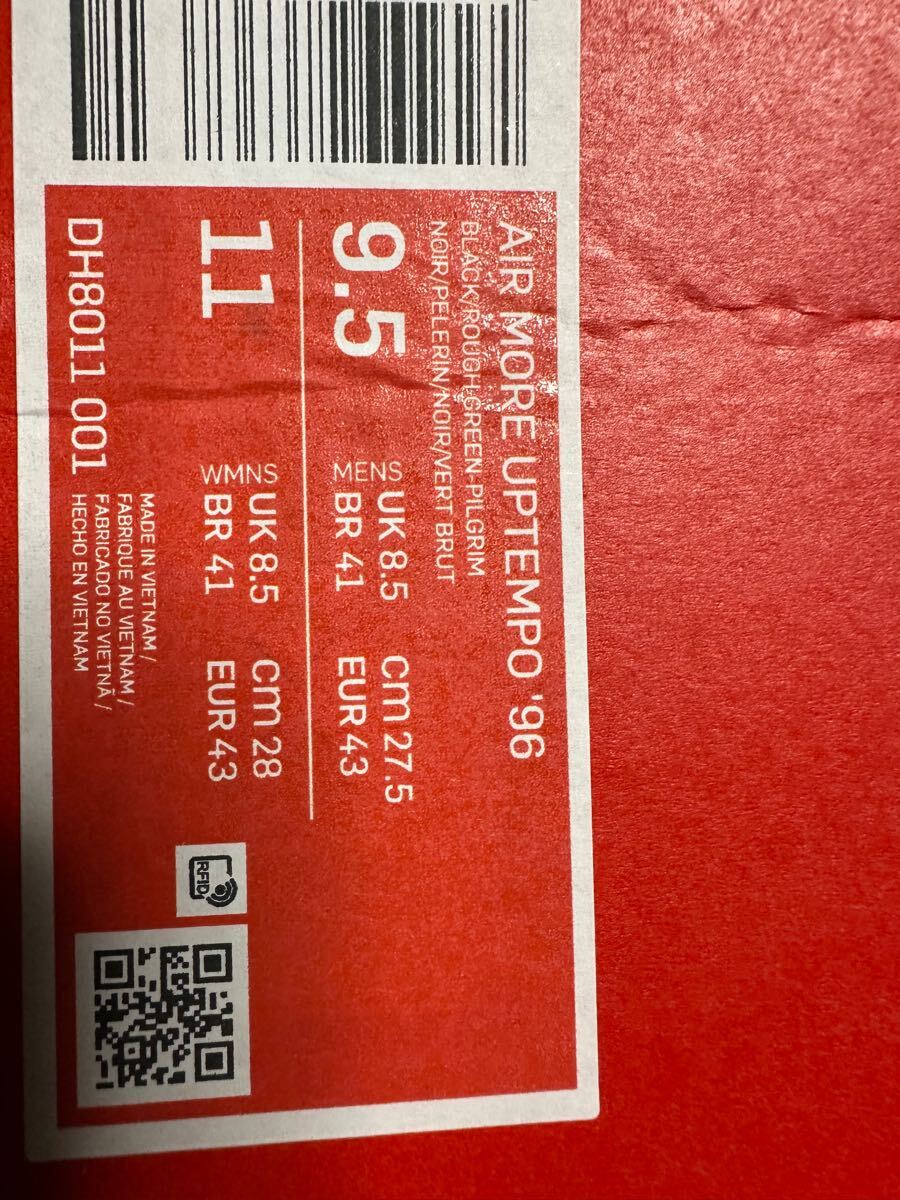 AIR MORE UPTEMPO '96
BLACK/ROUGH GREEN-PILGRIM
NOIR/PELERIN/NOIR/VERT BRUT
9.5
MENS
UK 8.5 cm 27.5
BR 41 EUR 43
11
WMNS
UK 8.5 cm 28
BR 41 EUR 43
DH8011 001
MADE IN VIETNAM /
FABRIQUE AU VIETNAM /
FABRICADO NO VIETNÃ /
HECHO EN VIETNAM
RFID